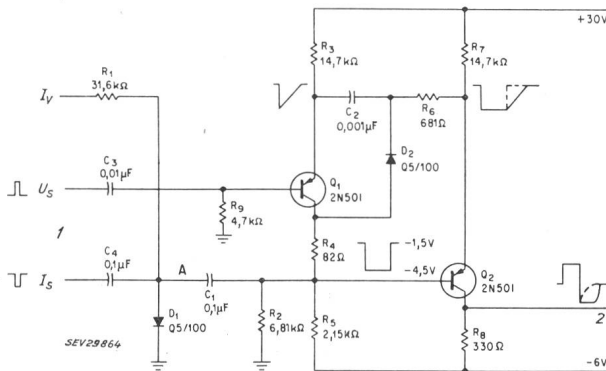 +30V
R3
14,7kΩ
R7
14,7kΩ
R1
31,6kΩ
IV
C2
0,001µF
R6
681Ω
C3
0,01µF
D2
Q5/100
US
Q1
2N501
R9
4,7kΩ
1
R4
82Ω
-1,5V
C4
0,1µF
A
-4,5V
IS
Q2
2N501
C1
0,1µF
D1
Q5/100
R2
6,81kΩ
R5
2,15kΩ
2
R8
330Ω
SEV29864
-6V